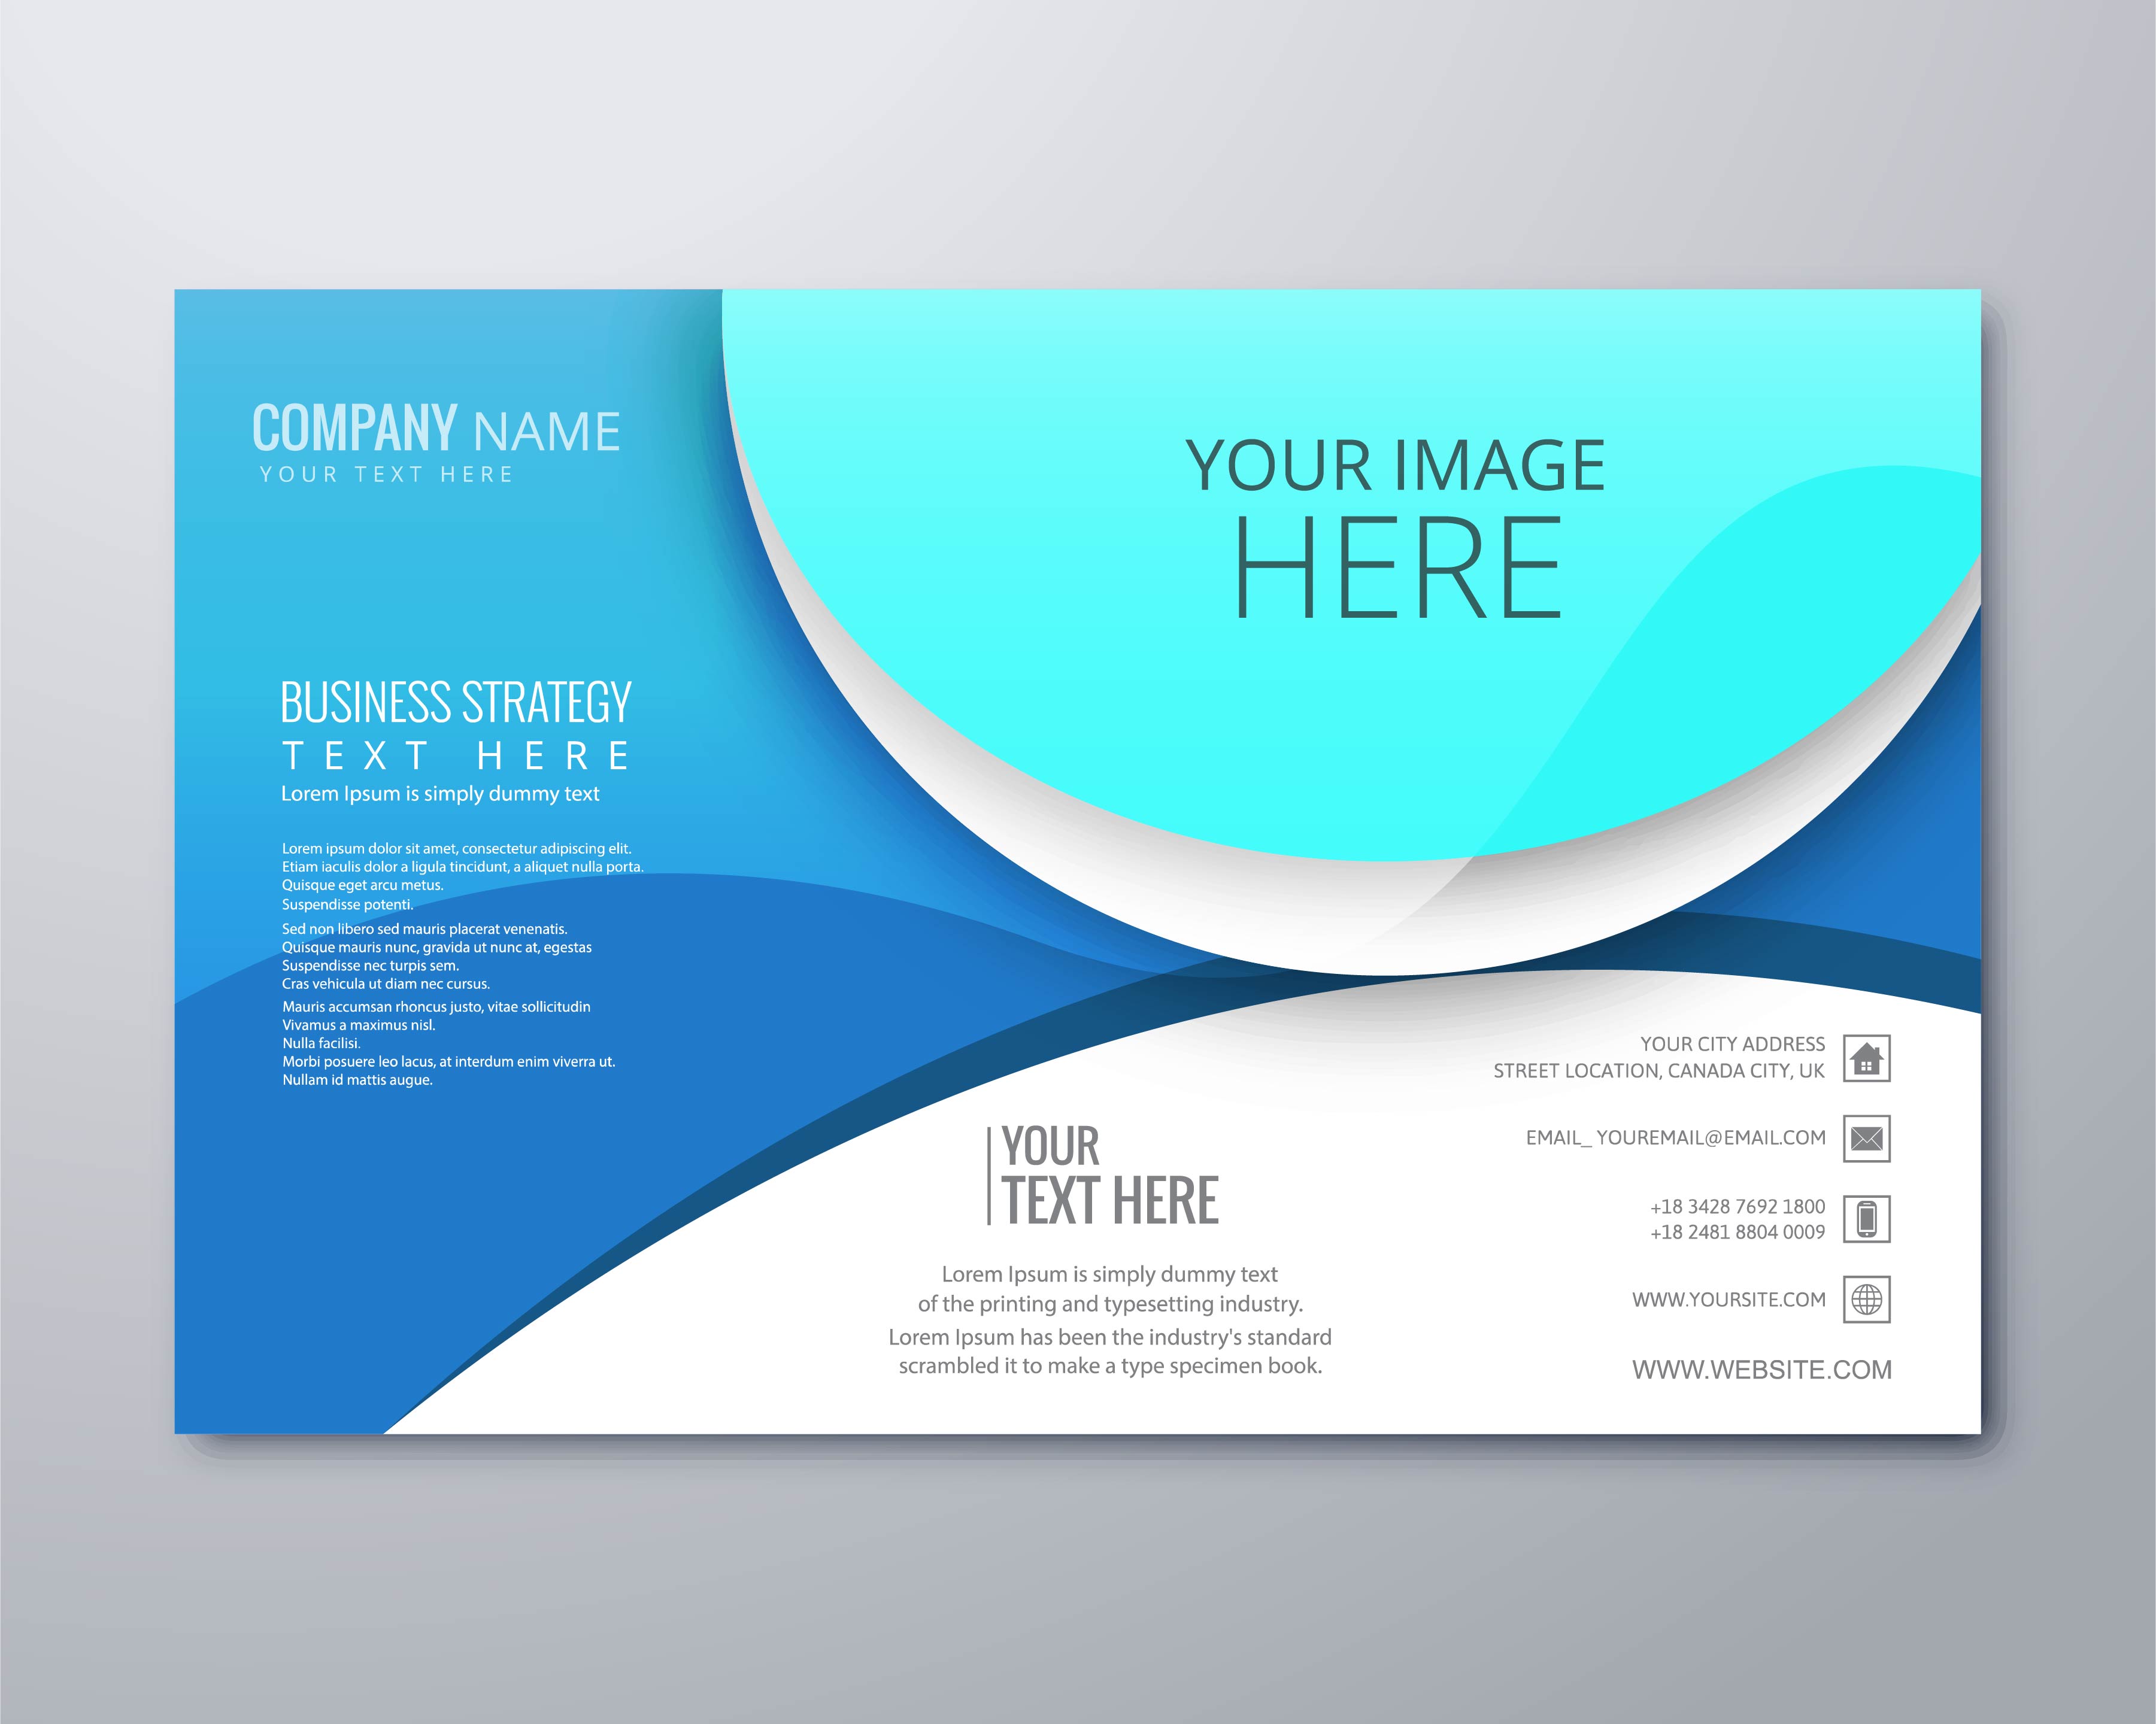 COMPANY NAME
YOUR TEXT HERE
YOUR IMAGE
HERE
BUSINESS STRATEGY
TEXT HERE
Lorem Ipsum is simply dummy text
Lorem ipsum dolor sit amet, consectetur adipiscing elit.
Etiam iaculis dolor a ligula tincidunt, a aliquet nulla porta.
Quisque eget arcu metus.
Suspendisse potenti.
Sed non libero sed mauris placerat venenatis.
Quisque mauris nunc, gravida ut nunc at, egestas
Suspendisse nec turpis sem.
Cras vehicula ut diam nec cursus.
Mauris accumsan rhoncus justo, vitae sollicitudin
Vivamus a maximus nisl.
Nulla facilisi.
Morbi posuere leo lacus, at interdum enim viverra ut.
Nullam id mattis augue.
YOUR
TEXT HERE
Lorem Ipsum is simply dummy text
of the printing and typesetting industry.
Lorem Ipsum has been the industry's standard
scrambled it to make a type specimen book.
YOUR CITY ADDRESS
STREET LOCATION, CANADA CITY, UK
EMAIL_ YOUREMAIL@EMAIL.COM
+18 3428 7692 1800
+18 2481 8804 0009
WWW.YOURSITE.COM
WWW.WEBSITE.COM